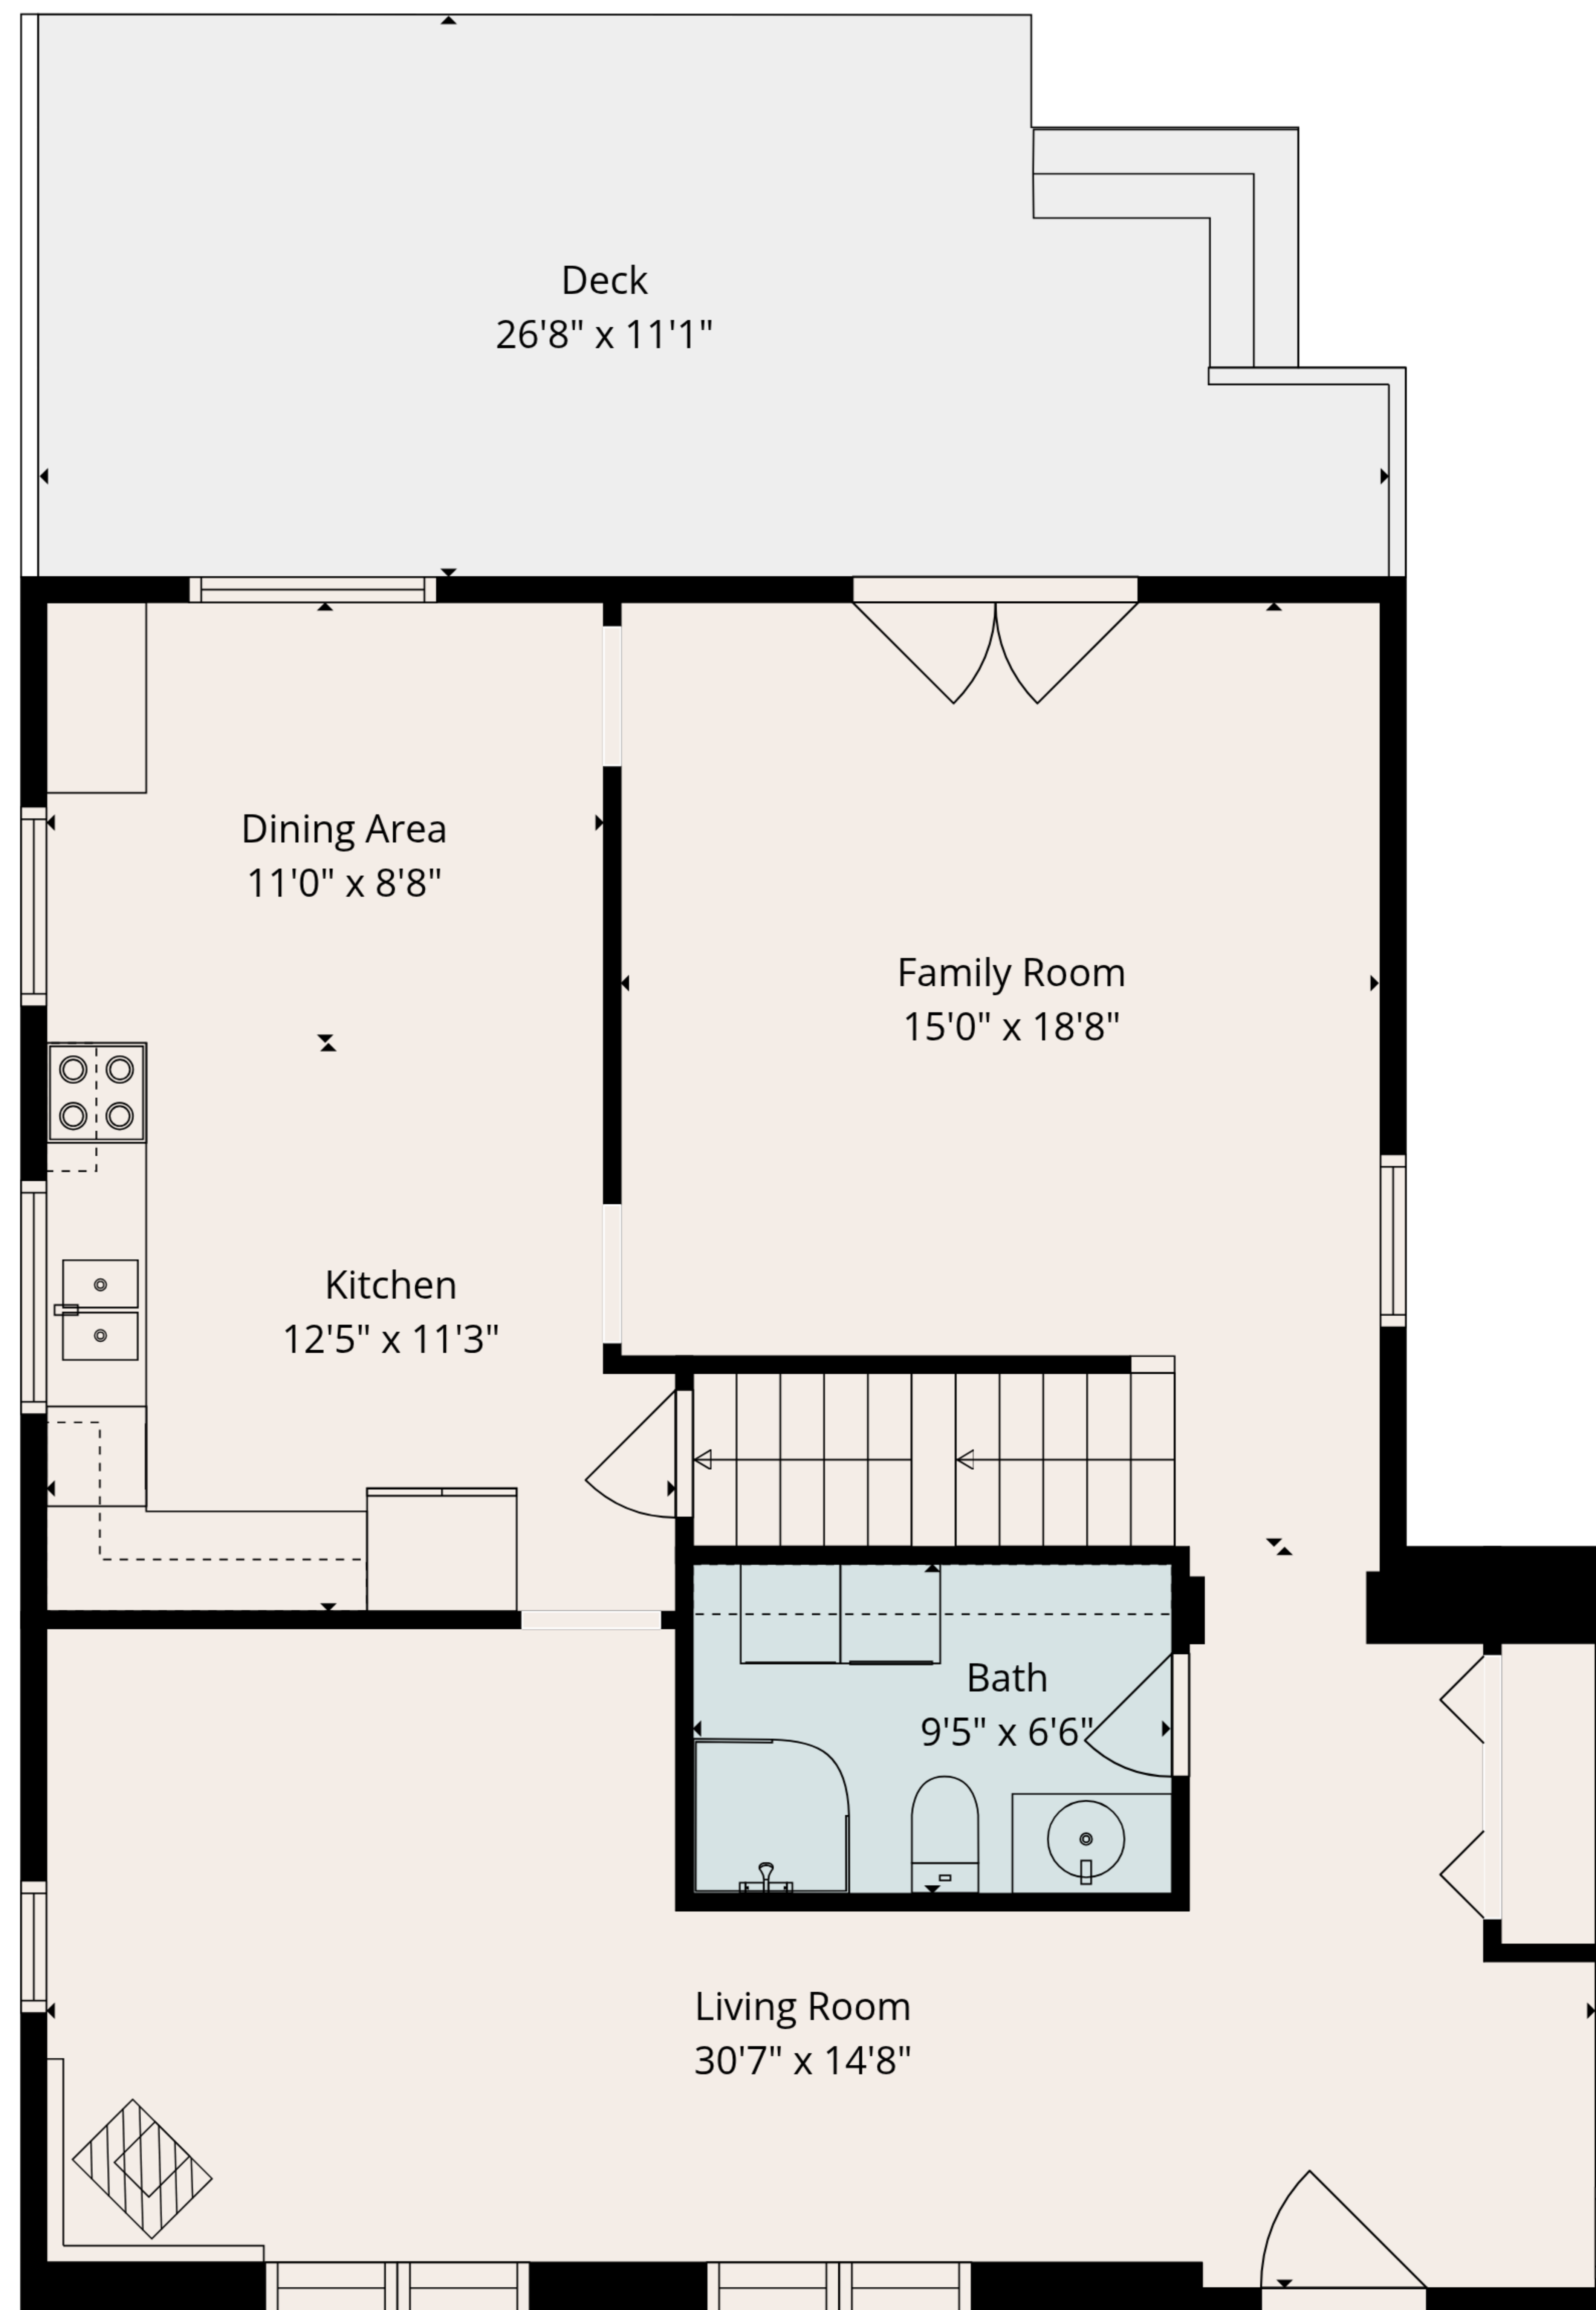 Deck
26'8" x 11'1"
Dining Area
11'0" x 8'8"
Family Room
15'0" x 18'8"
Kitchen
12'5" x 11'3"
Bath
9'5" x 6'6"
Living Room
30'7" x 14'8"